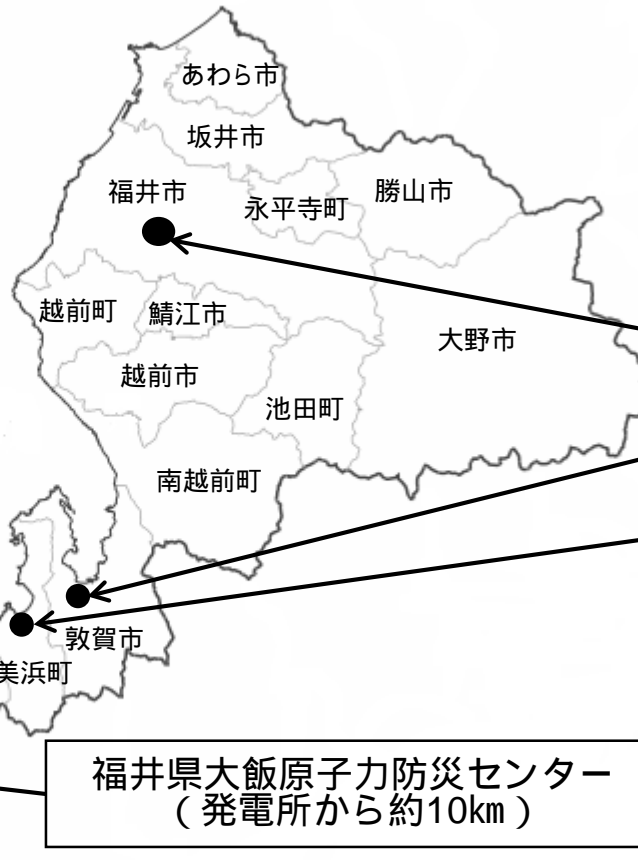 あわら市
坂井市
福井市
永平寺町
勝山市
越前町
鯖江市
大野市
越前市
池田町
南越前町
敦賀市
美浜町
福井県大飯原子力防災センター
（発電所から約10km）